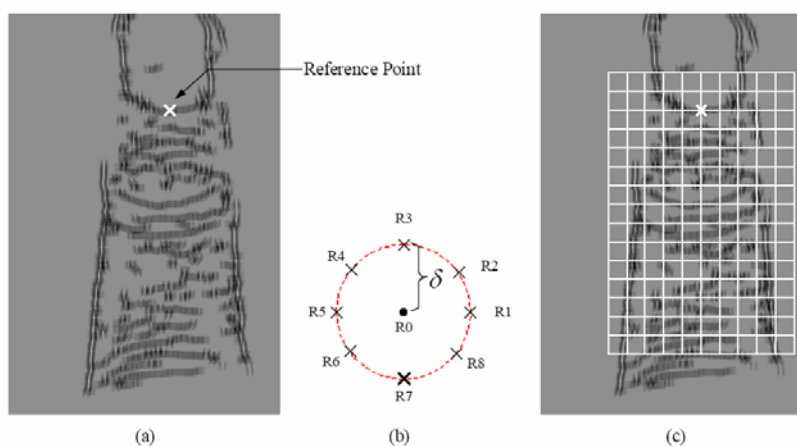 Reference Point
R3
R4
R2
δ
R5
R0
R1
R6
R8
R7
(a)
(b)
(c)